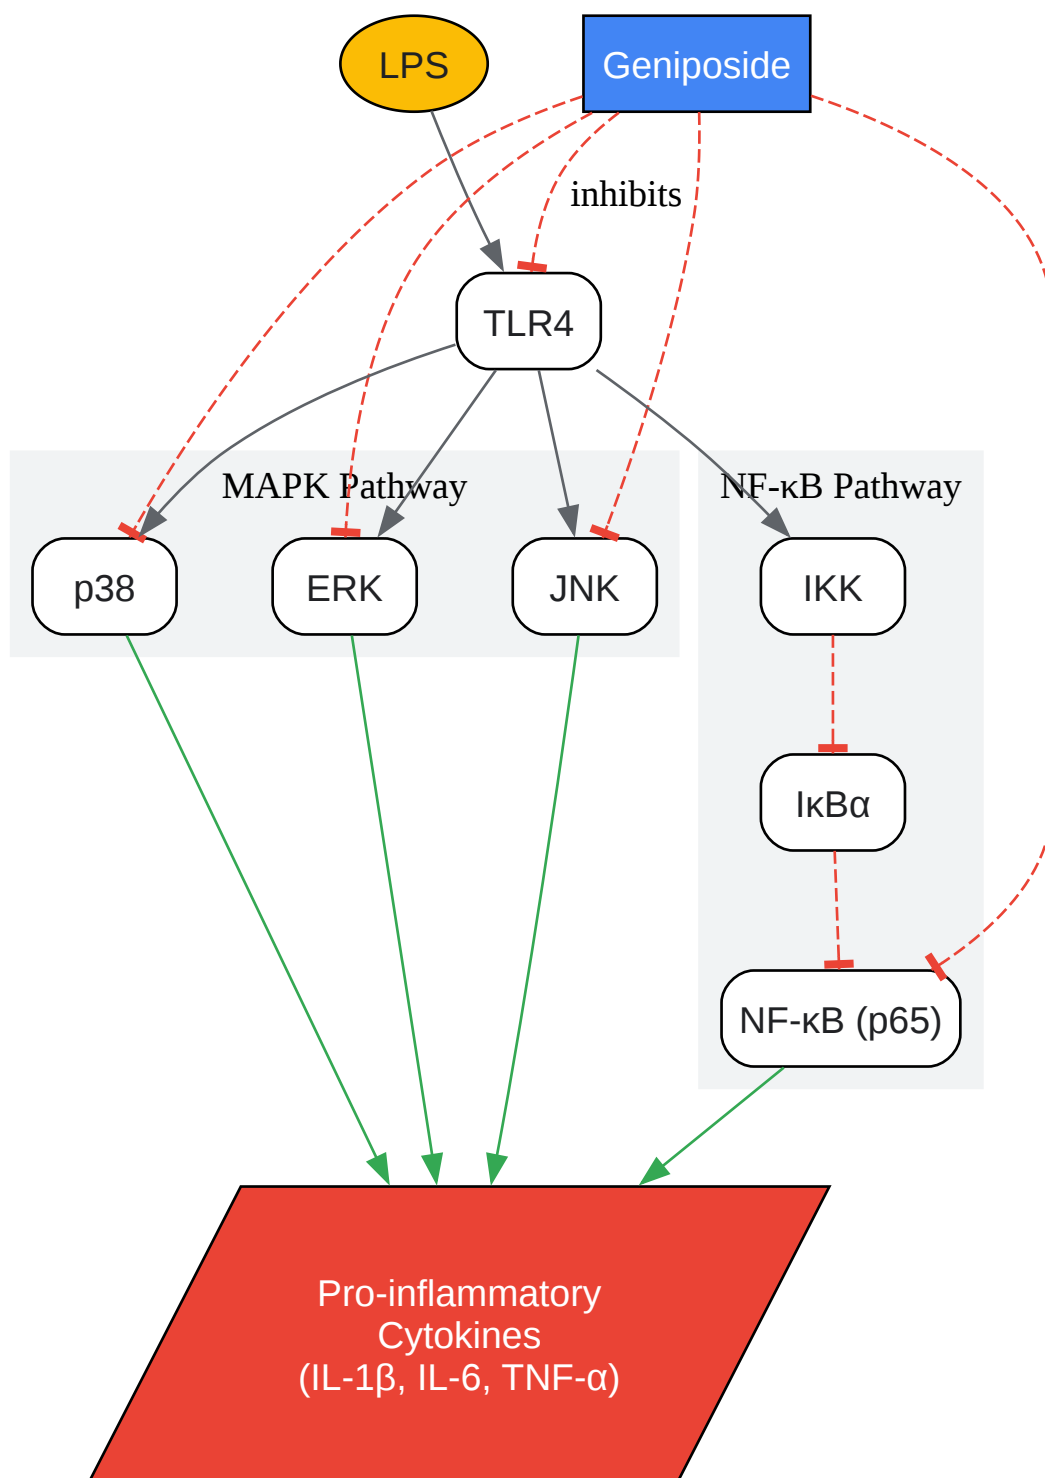 LPS
Geniposide
inhibits
TLR4
MAPK Pathway
NF-κB Pathway
p38
ERK
JNK
IKK
IκBα
NF-κB (p65)
Pro-inflammatory
Cytokines
(IL-1β, IL-6, TNF-α)